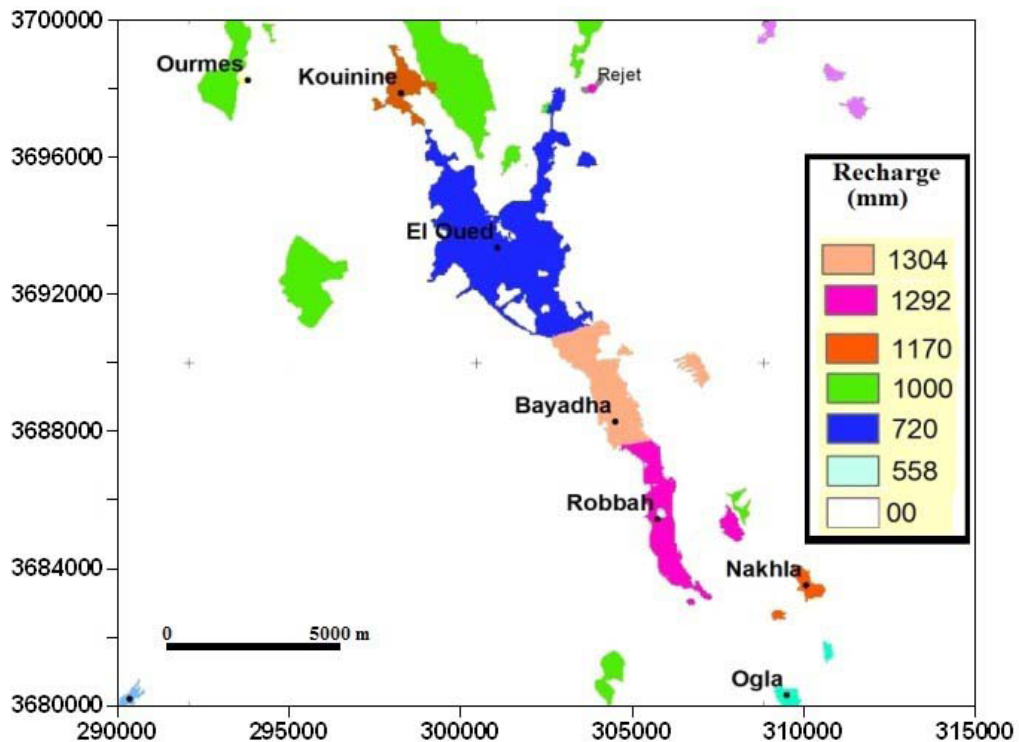 3700000
Ourmes
Kouinine
Rejet
3696000
Recharge
(mm)
El Oued
1304
3692000
1292
1170
1000
Bayadha
720
3688000
558
Robbah
00
3684000
Nakhla
0 5000 m
Ogla
3680000
290000 295000 300000 305000 310000 315000